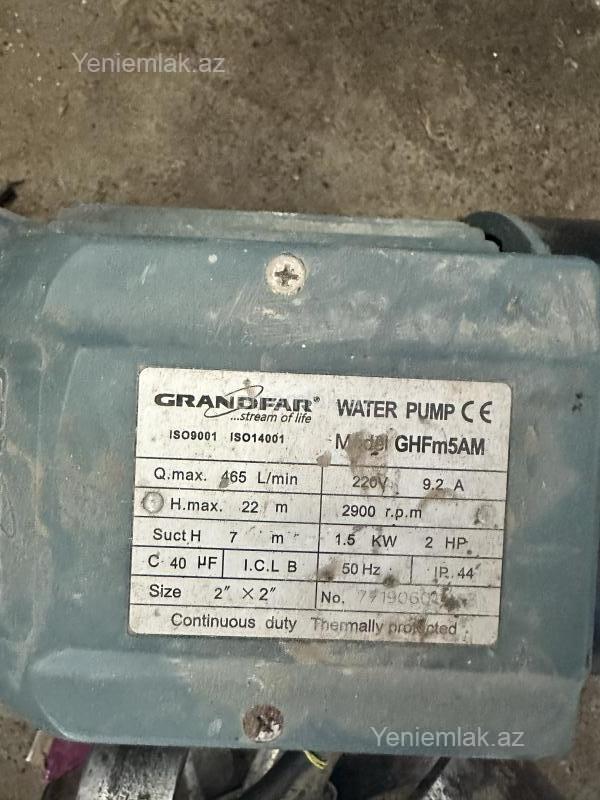 Yeniemlak.az
GRANDFAR® WATER PUMP CE
...stream of life
ISO9001 ISO14001 Model GHFm5AM
Q.max. 465 L/min 220V 9.2 A
H.max. 22 m 2900 r.p.m
Suct H 7 m 1.5 KW 2 HP
C 40 µF I.C.L B 50 Hz IP 44
Size 2" × 2" No.
Continuous duty Thermally protected
Yeniemlak.az